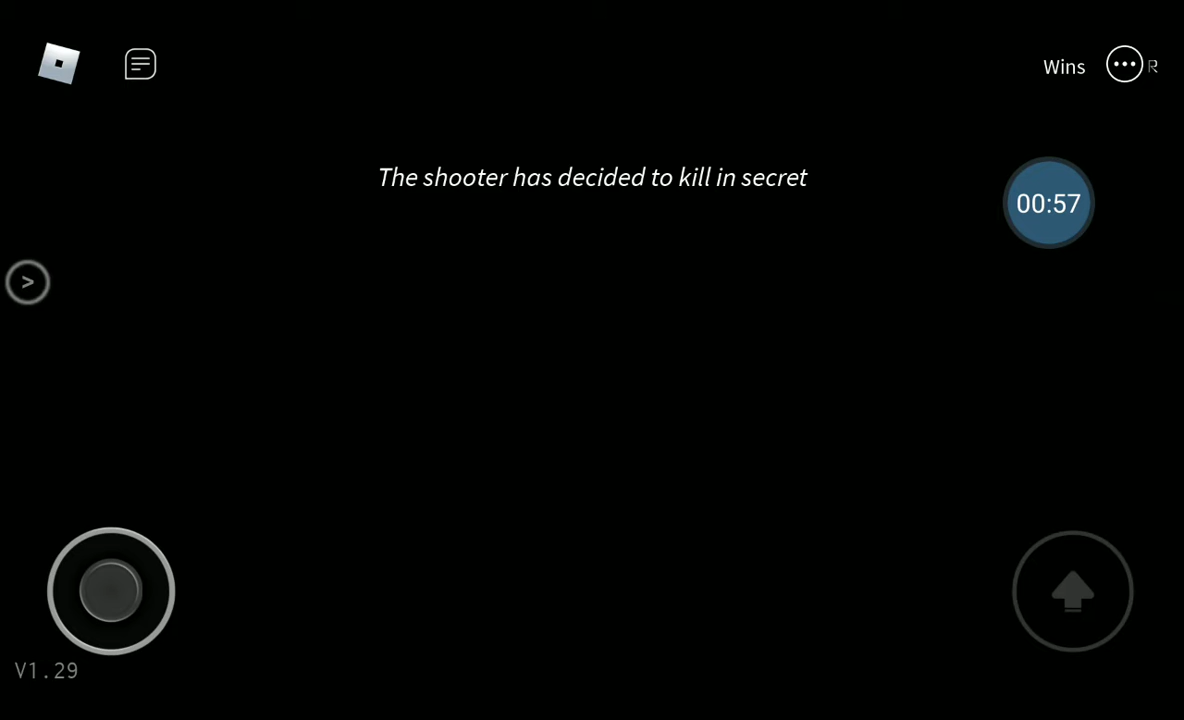 Wins
R
The shooter has decided to kill in secret
00:57
>
V1.29